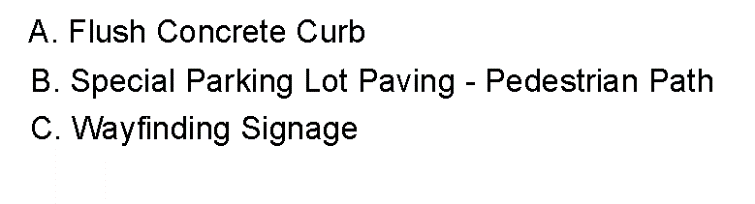 A. Flush Concrete Curb
B. Special Parking Lot Paving - Pedestrian Path
C. Wayfinding Signage